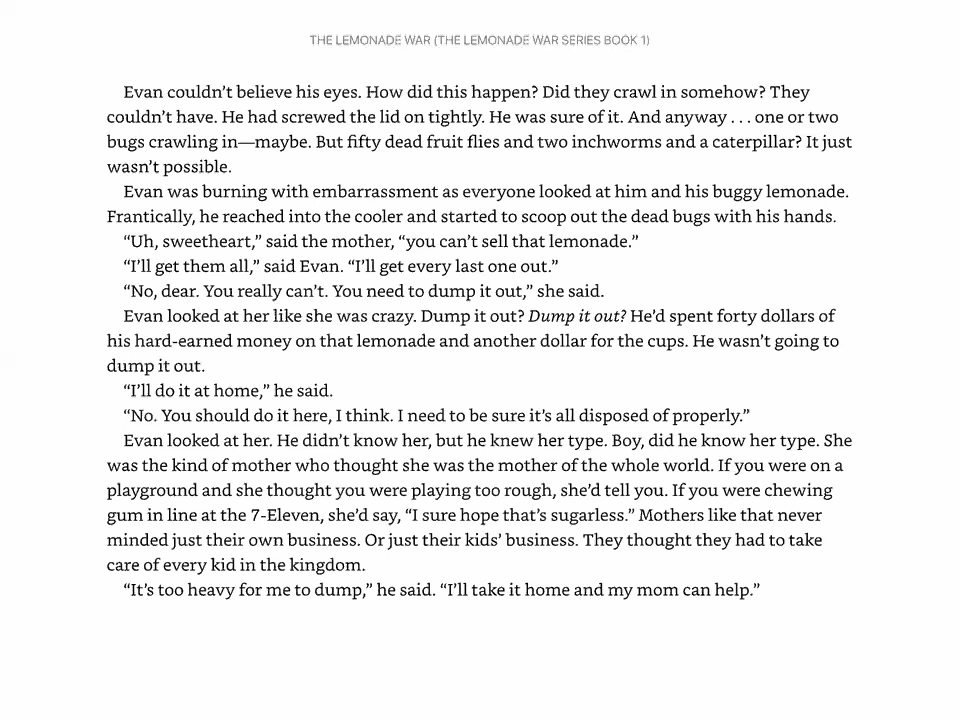 THE LEMONADE WAR (THE LEMONADE WAR SERIES BOOK 1)
Evan couldn’t believe his eyes. How did this happen? Did they crawl in somehow? They
couldn’t have. He had screwed the lid on tightly. He was sure of it. And anyway . . . one or two
bugs crawling in—maybe. But fifty dead fruit flies and two inchworms and a caterpillar? It just
wasn’t possible.
Evan was burning with embarrassment as everyone looked at him and his buggy lemonade.
Frantically, he reached into the cooler and started to scoop out the dead bugs with his hands.
“Uh, sweetheart,” said the mother, “you can’t sell that lemonade.”
“I’ll get them all,” said Evan. “I’ll get every last one out.”
“No, dear. You really can’t. You need to dump it out,” she said.
Evan looked at her like she was crazy. Dump it out? Dump it out? He’d spent forty dollars of
his hard-earned money on that lemonade and another dollar for the cups. He wasn’t going to
dump it out.
“I’ll do it at home,” he said.
“No. You should do it here, I think. I need to be sure it’s all disposed of properly.”
Evan looked at her. He didn’t know her, but he knew her type. Boy, did he know her type. She
was the kind of mother who thought she was the mother of the whole world. If you were on a
playground and she thought you were playing too rough, she’d tell you. If you were chewing
gum in line at the 7-Eleven, she’d say, “I sure hope that’s sugarless.” Mothers like that never
minded just their own business. Or just their kids’ business. They thought they had to take
care of every kid in the kingdom.
“It’s too heavy for me to dump,” he said. “I’ll take it home and my mom can help.”